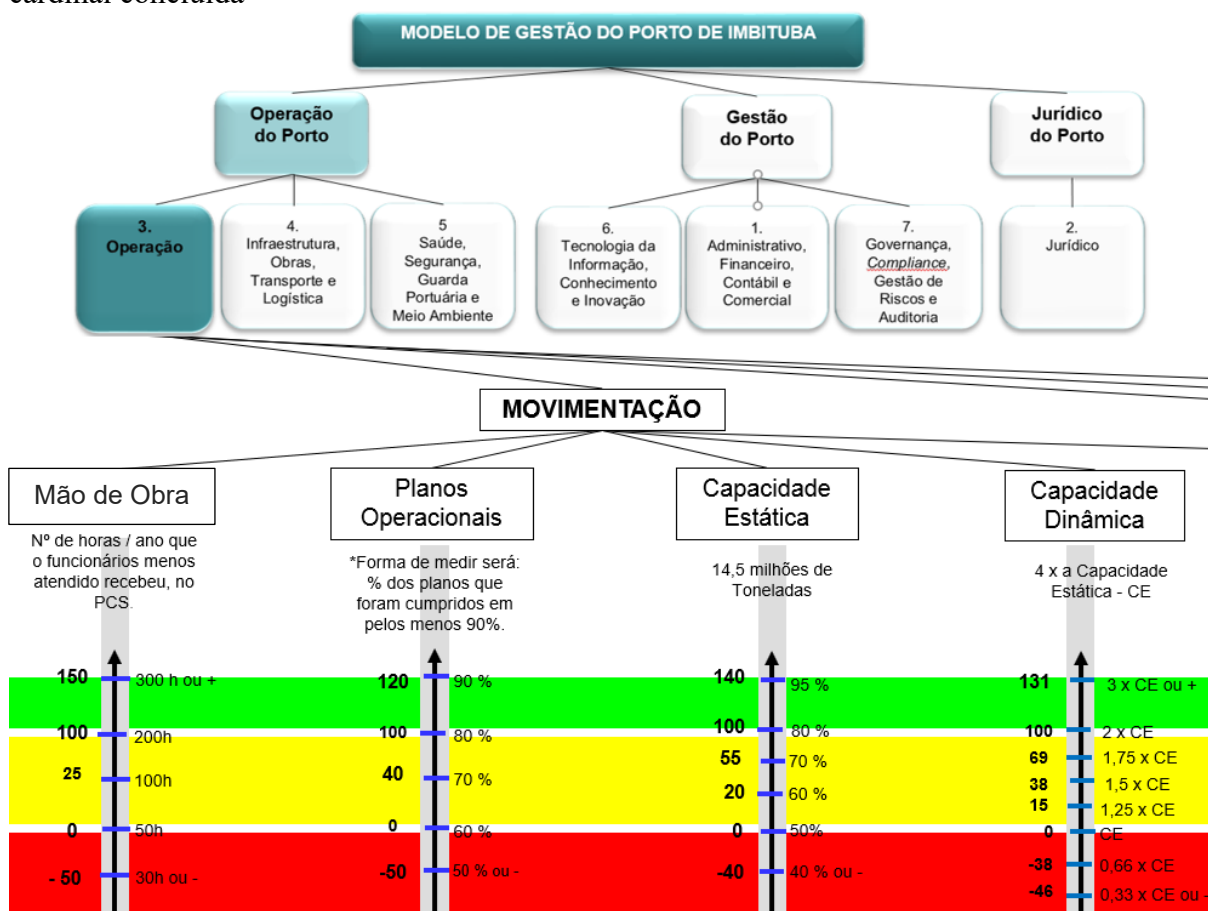 cardinal concluída
MODELO DE GESTÃO DO PORTO DE IMBITUBA
Operação
do Porto
Gestão
do Porto
Jurídico
do Porto
3.
Operação
4.
Infraestrutura,
Obras,
Transporte e
Logística
5
Saúde,
Segurança,
Guarda
Portuária e
Meio Ambiente
6.
Tecnologia da
Informação,
Conhecimento
e Inovação
1.
Administrativo,
Financeiro,
Contábil e
Comercial
7.
Governança,
Compliance,
Gestão de
Riscos e
Auditoria
2.
Jurídico
MOVIMENTAÇÃO
Mão de Obra
Nº de horas / ano que
o funcionários menos
atendido recebeu, no
PCS.
150 300 h ou +
100 200h
25 100h
0 50h
- 50 30h ou -
Planos
Operacionais
*Forma de medir será:
% dos planos que
foram cumpridos em
pelos menos 90%.
120 90 %
100 80 %
40 70 %
0 60 %
-50 50 % ou -
Capacidade
Estática
14,5 milhões de
Toneladas
140 95 %
100 80 %
55 70 %
20 60 %
0 50%
-40 40 % ou -
Capacidade
Dinâmica
4 x a Capacidade
Estática - CE
131 3 x CE ou +
100 2 x CE
69 1,75 x CE
38 1,5 x CE
15 1,25 x CE
0 CE
-38 0,66 x CE
-46 0,33 x CE ou -